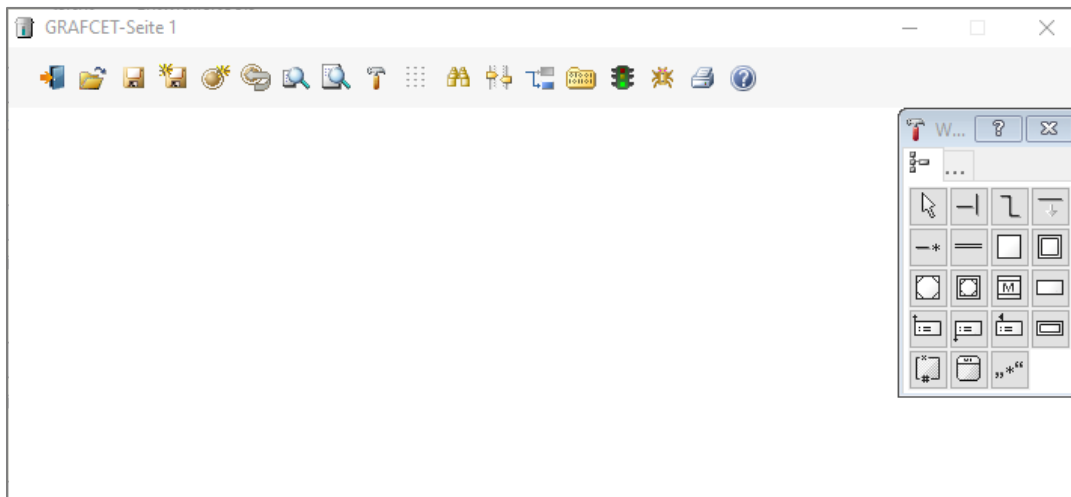 GRAFCET-Seite 1
W...
...
M
:= := :=
„*“